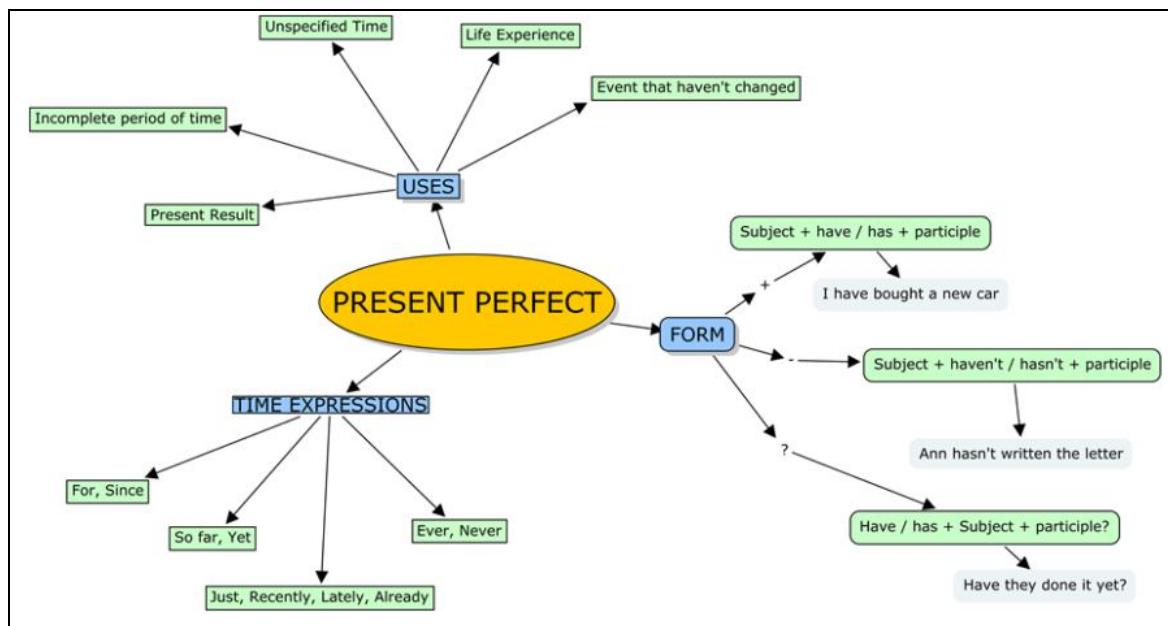 Unspecified Time
Life Experience
Event that haven't changed
Incomplete period of time
USES
Present Result
PRESENT PERFECT
FORM
+
Subject + have / has + participle
I have bought a new car
-
Subject + haven't / hasn't + participle
Ann hasn't written the letter
?
Have / has + Subject + participle?
Have they done it yet?
TIME EXPRESSIONS
For, Since
So far, Yet
Just, Recently, Lately, Already
Ever, Never